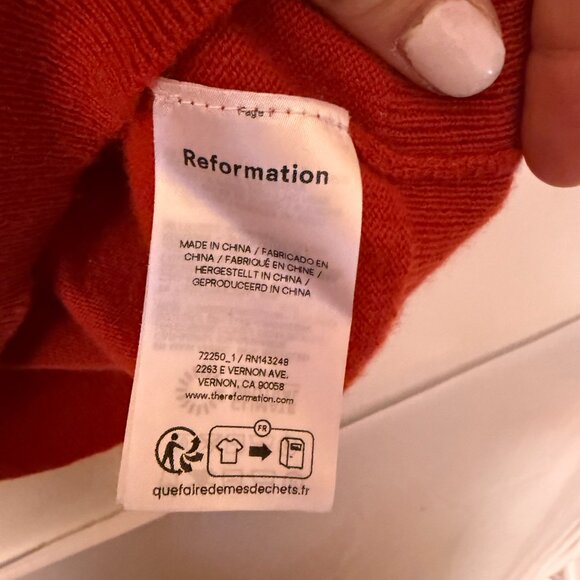 Reformation
MADE IN CHINA / FABRICADO EN
CHINA / FABRIQUÉ EN CHINE /
HERGESTELLT IN CHINA /
GEPRODUCEERD IN CHINA
72250_1 / RN143248
2263 E VERNON AVE.
VERNON, CA 90058
www.thereformation.com
FR
quefairedemesdechets.fr